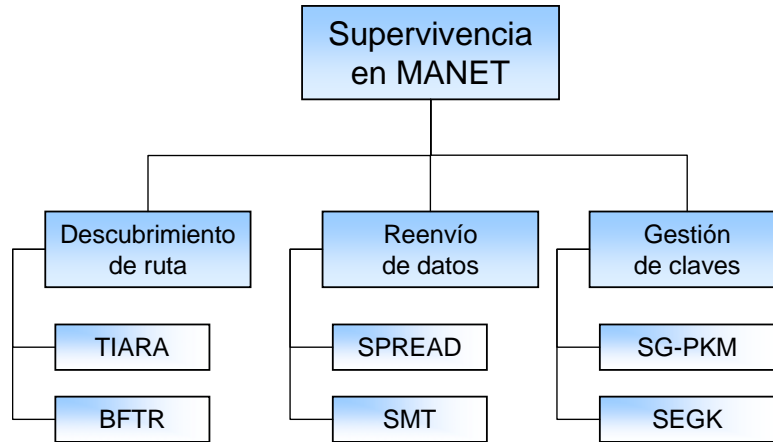 Supervivencia
en MANET
Descubrimiento
de ruta
Reenvío
de datos
Gestión
de claves
TIARA
SPREAD
SG-PKM
BFTR
SMT
SEGK